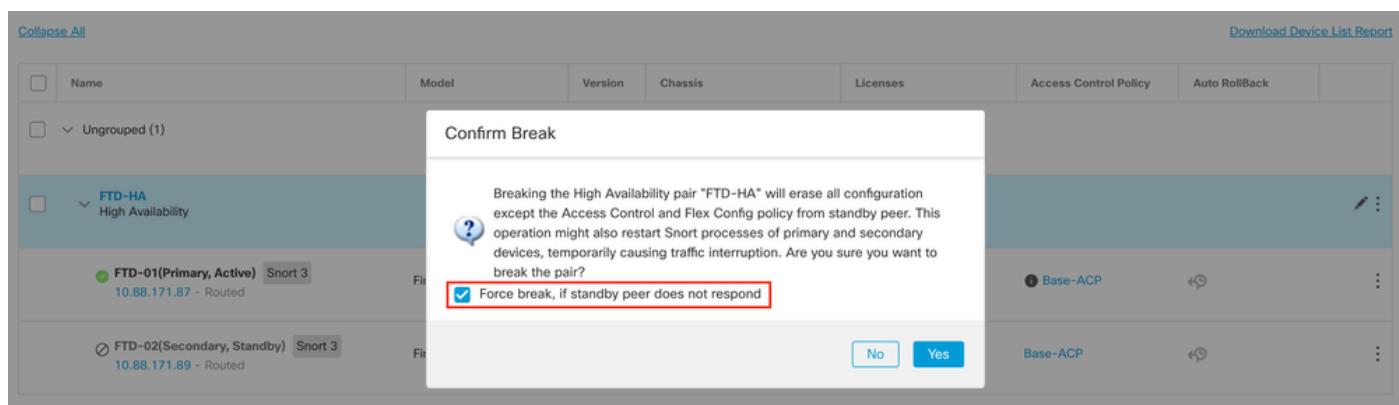 Collapse All
Download Device List Report
Name Model Version Chassis Licenses Access Control Policy Auto RollBack
Ungrouped (1)
Confirm Break
Breaking the High Availability pair "FTD-HA" will erase all configuration
except the Access Control and Flex Config policy from standby peer. This
operation might also restart Snort processes of primary and secondary
devices, temporarily causing traffic interruption. Are you sure you want to
break the pair?
Force break, if standby peer does not respond
No Yes
FTD-HA
High Availability
FTD-01(Primary, Active) Snort 3
10.88.171.87 - Routed
Base-ACP
FTD-02(Secondary, Standby) Snort 3
10.88.171.89 - Routed
Base-ACP